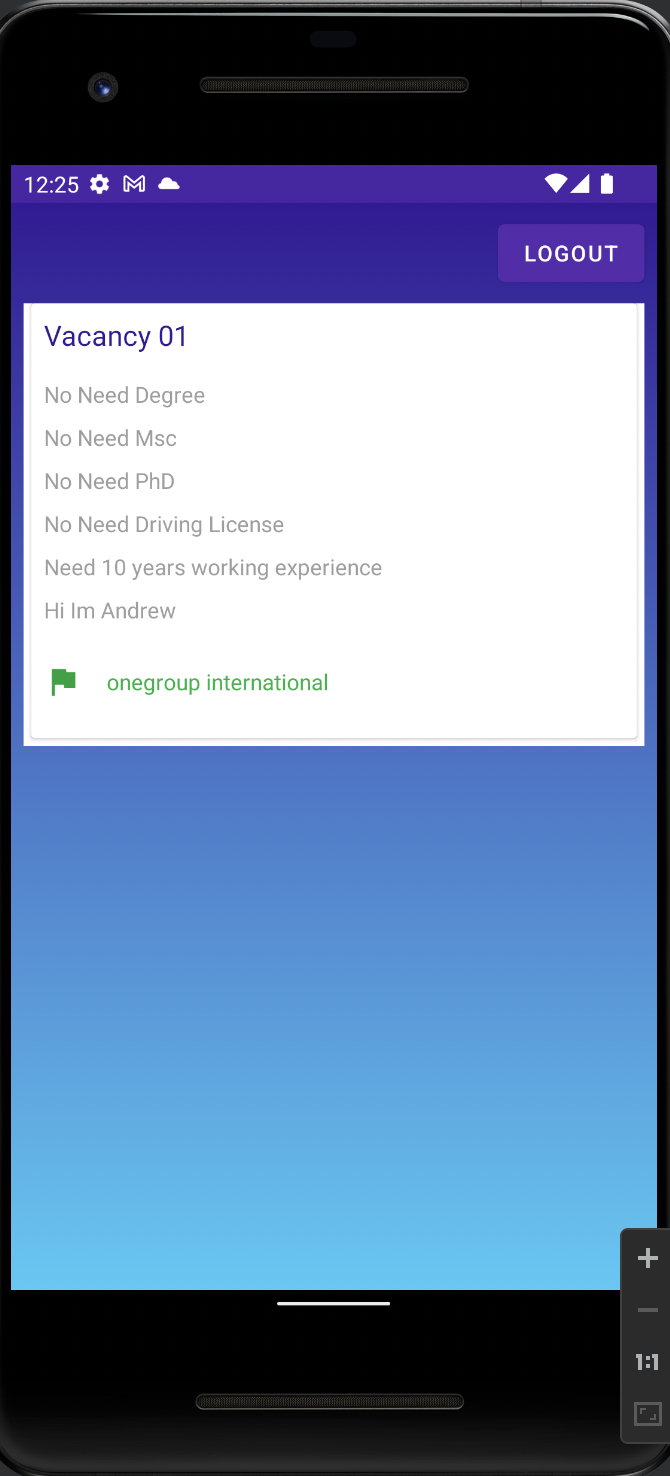 12:25
LOGOUT
Vacancy 01
No Need Degree
No Need Msc
No Need PhD
No Need Driving License
Need 10 years working experience
Hi Im Andrew
onegroup international
1:1